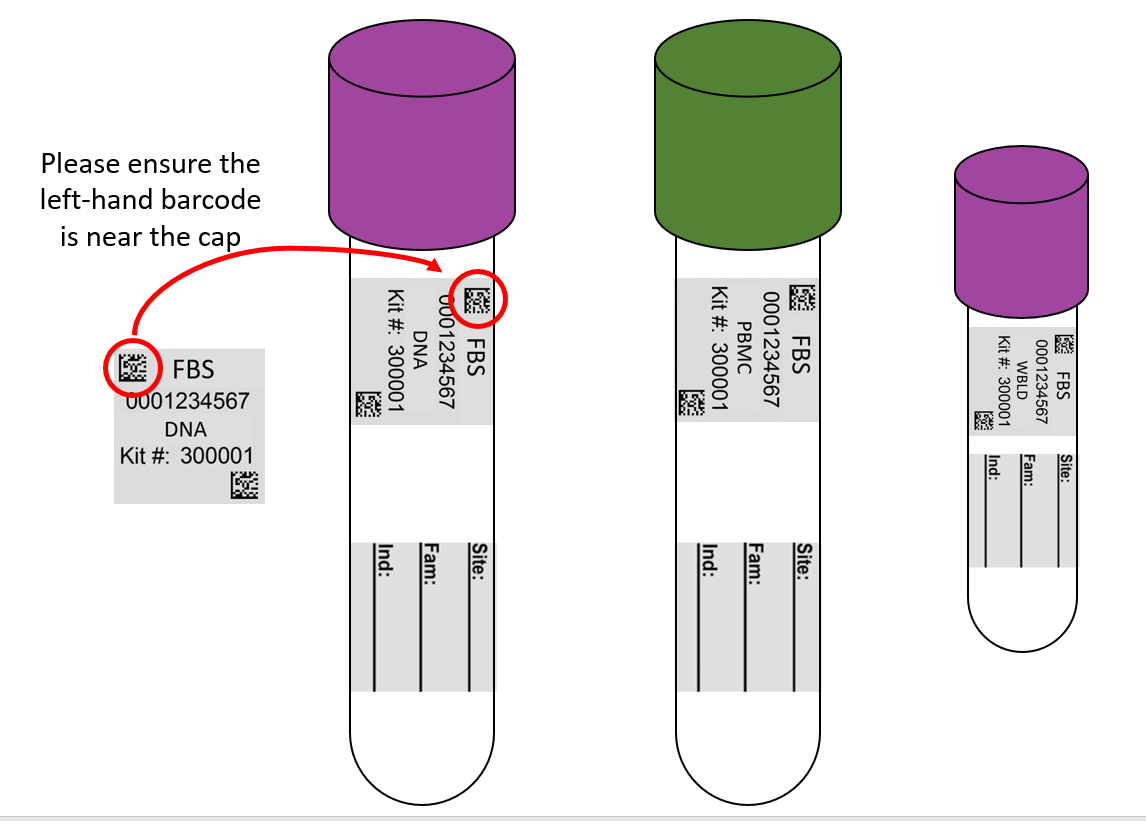 Please ensure the
left-hand barcode
is near the cap
FBS
0001234567
DNA
Kit #: 300001
FBS
0001234567
DNA
Kit #: 300001
Site:
Fam:
Ind:
FBS
0001234567
PBMC
Kit #: 300001
Site:
Fam:
Ind:
FBS
0001234567
WBLD
Kit #: 300001
Site:
Fam:
Ind: